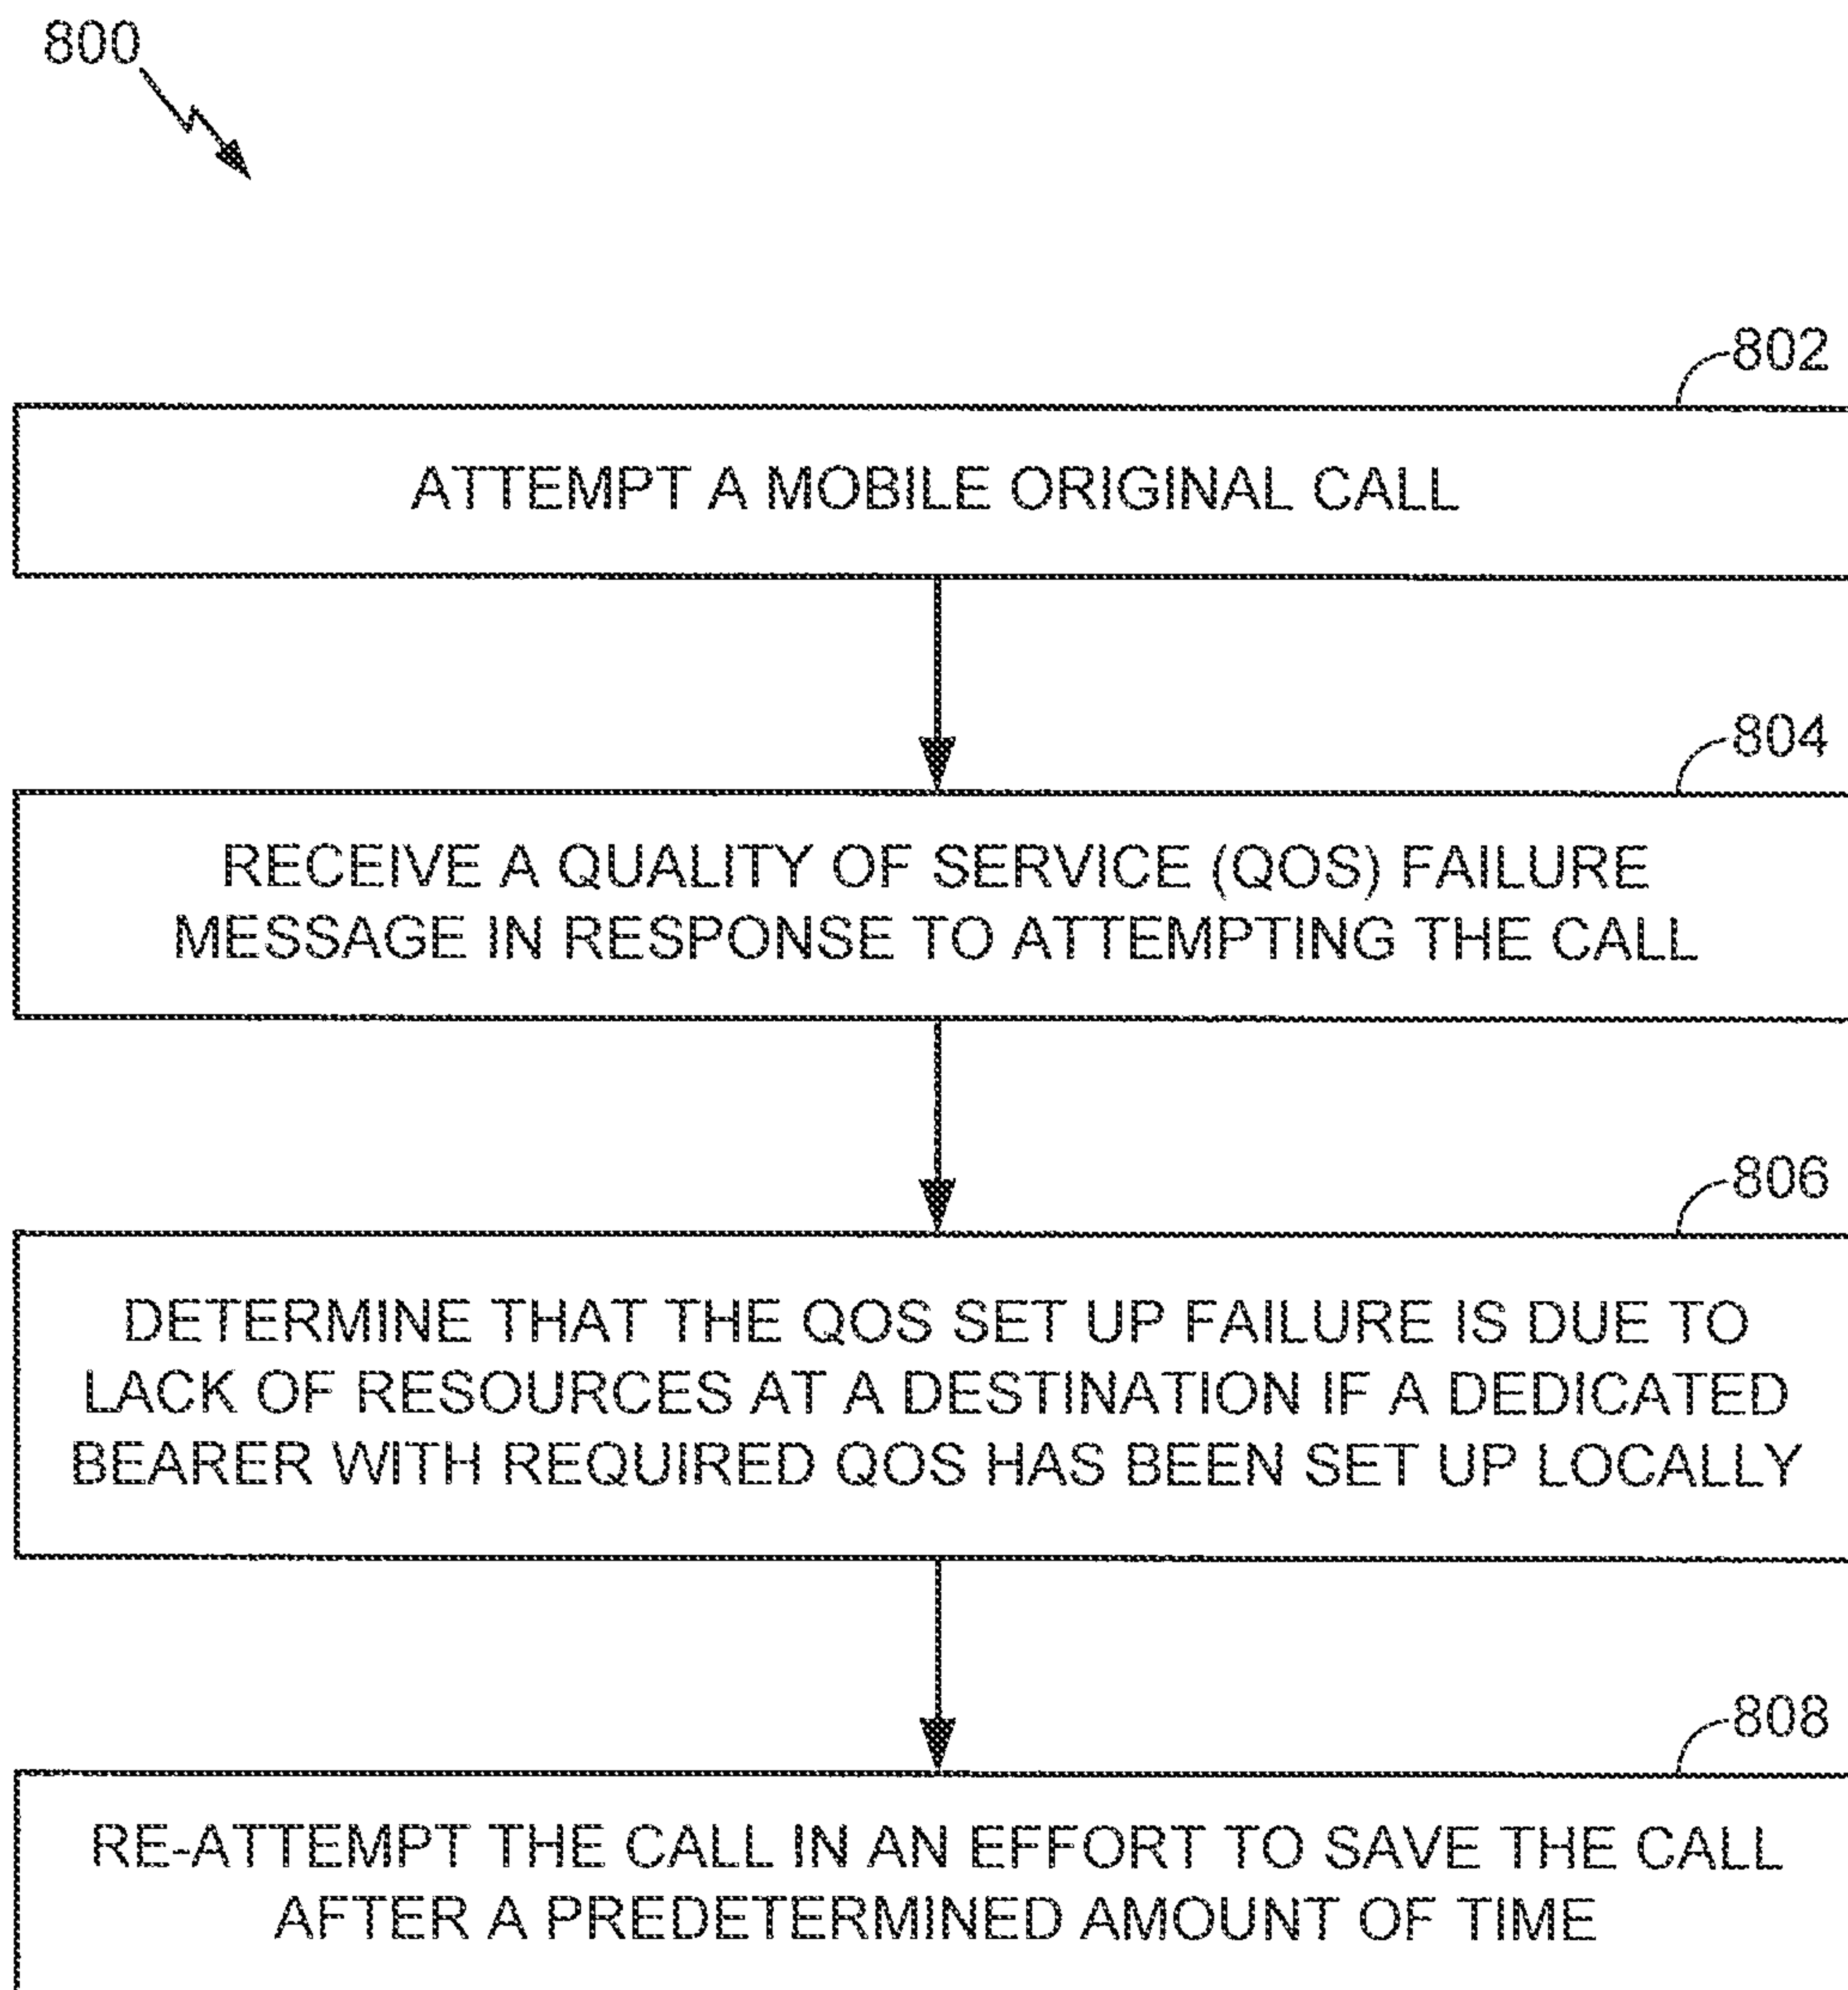 800
802
ATTEMPT A MOBILE ORIGINAL CALL
804
RECEIVE A QUALITY OF SERVICE (QOS) FAILURE
MESSAGE IN RESPONSE TO ATTEMPTING THE CALL
806
DETERMINE THAT THE QOS SET UP FAILURE IS DUE TO
LACK OF RESOURCES AT A DESTINATION IF A DEDICATED
BEARER WITH REQUIRED QOS HAS BEEN SET UP LOCALLY
808
RE-ATTEMPT THE CALL IN AN EFFORT TO SAVE THE CALL
AFTER A PREDETERMINED AMOUNT OF TIME